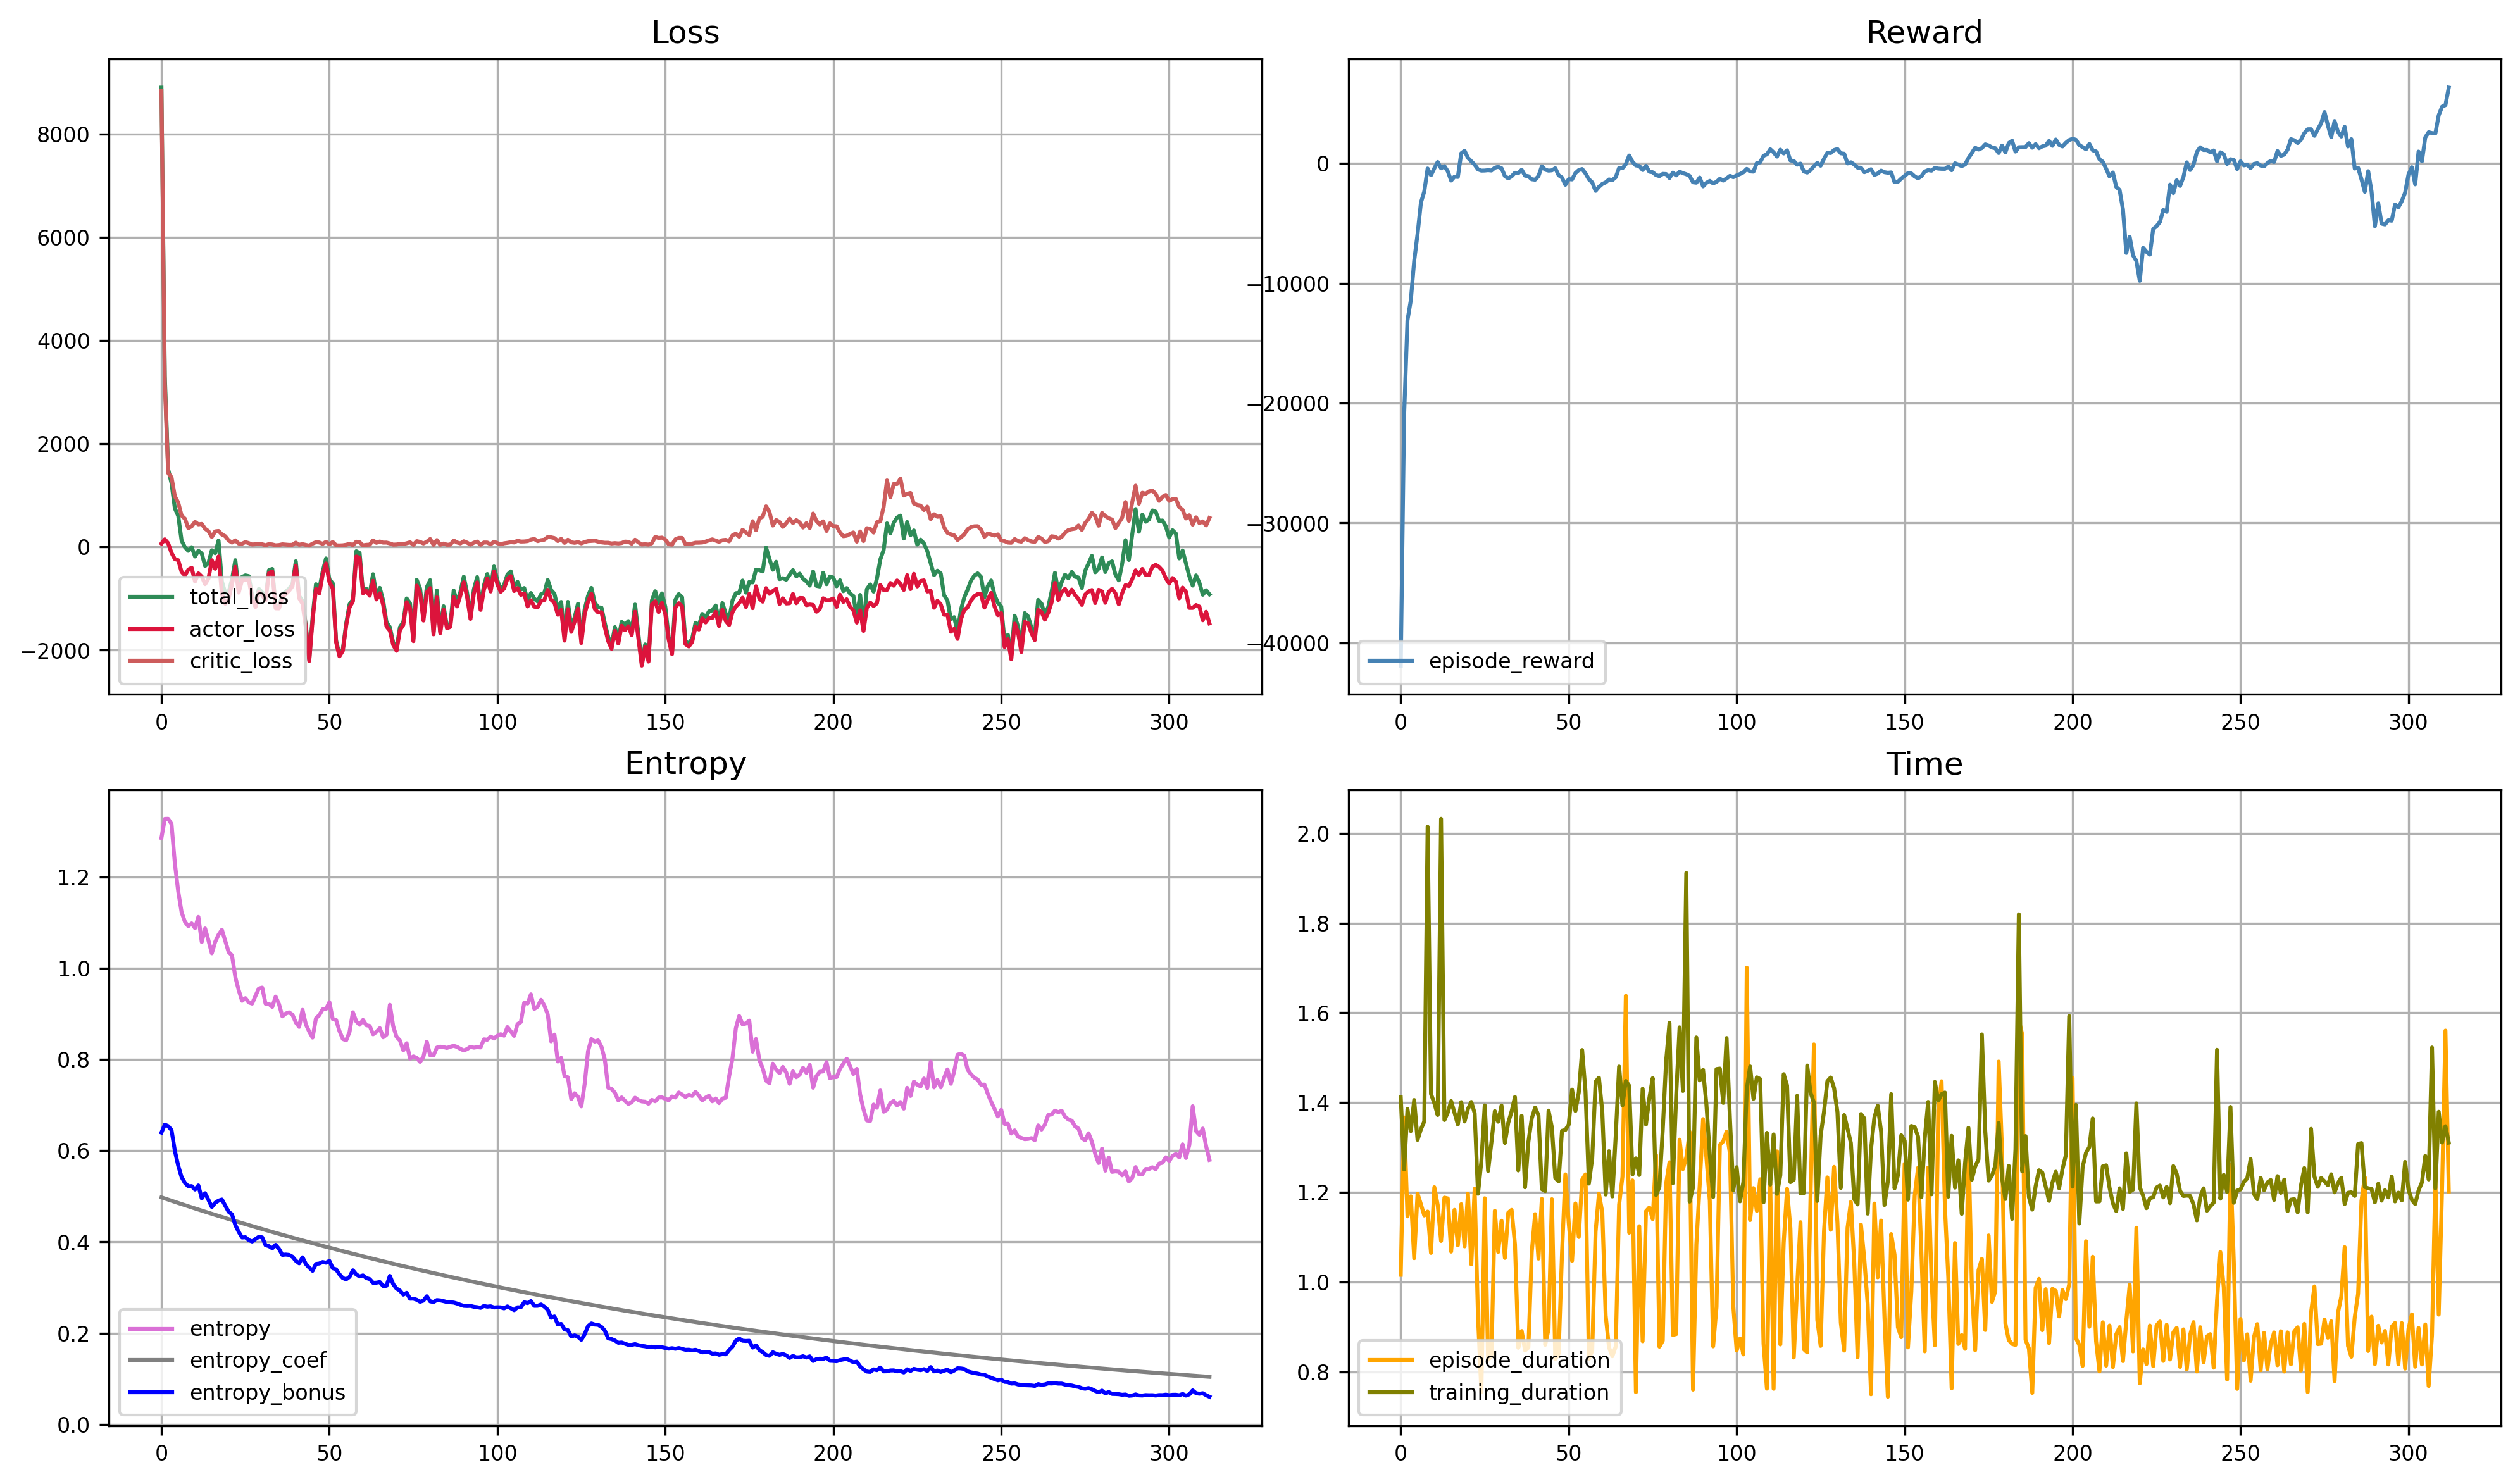 Loss
8000
6000
4000
2000
0
−2000
total_loss
actor_loss
critic_loss
0 50 100 150 200 250 300
Reward
0
−10000
−20000
−30000
−40000
episode_reward
0 50 100 150 200 250 300
Entropy
1.2
1.0
0.8
0.6
0.4
0.2
0.0
entropy
entropy_coef
entropy_bonus
0 50 100 150 200 250 300
Time
2.0
1.8
1.6
1.4
1.2
1.0
0.8
episode_duration
training_duration
0 50 100 150 200 250 300